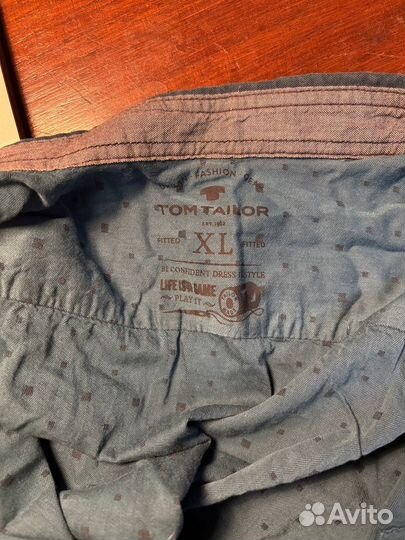 FASHION
TOM TAILOR
EST. 1962
FITTED XL FITTED
BE CONFIDENT DRESS IN STYLE
LIFE IS A GAME
PLAY IT
Avito